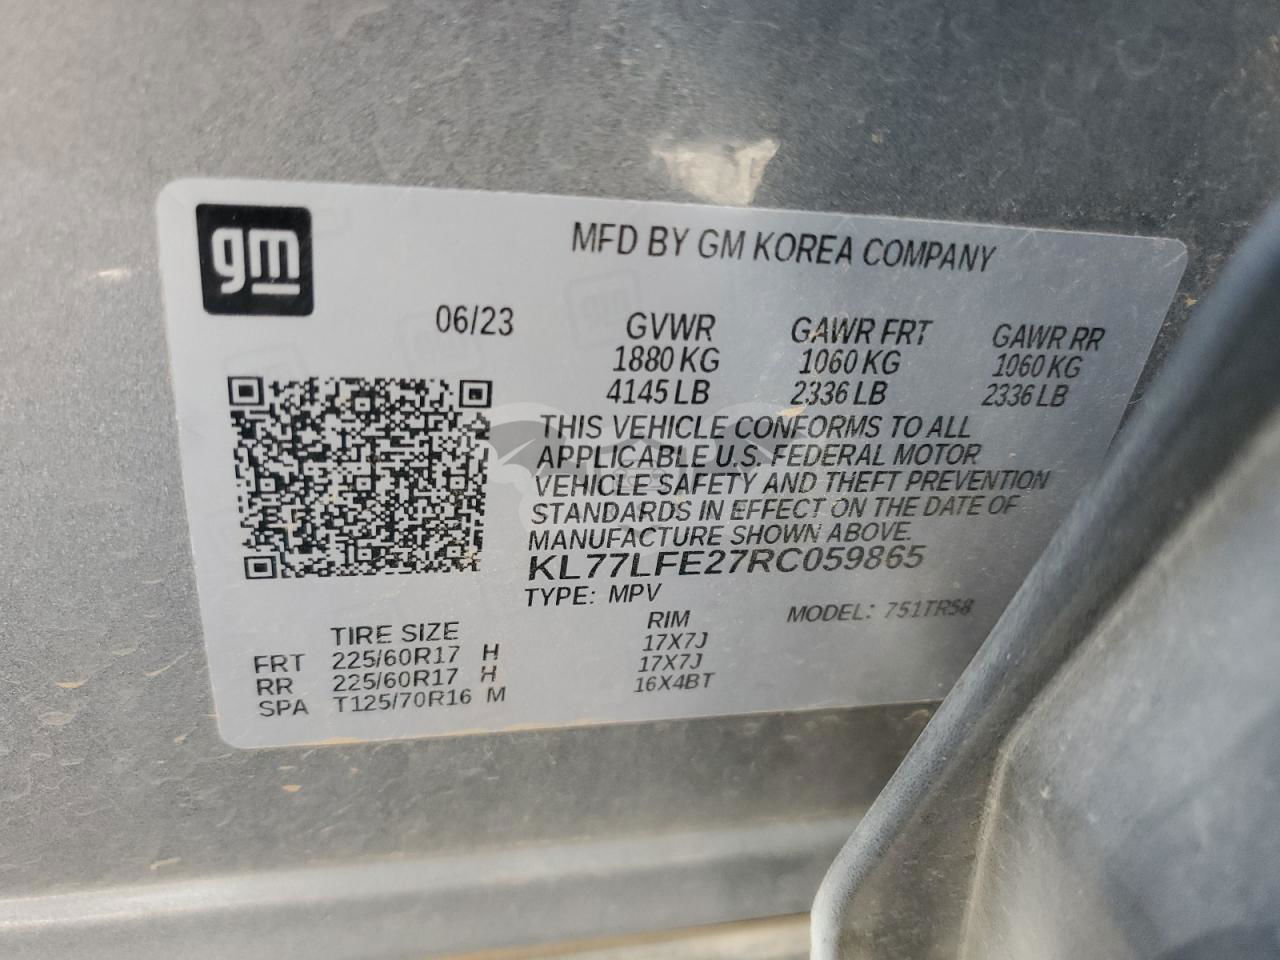 gm
MFD BY GM KOREA COMPANY
06/23
GVWR GAWR FRT GAWR RR
1880 KG 1060 KG 1060 KG
4145 LB 2336 LB 2336 LB
THIS VEHICLE CONFORMS TO ALL
APPLICABLE U.S. FEDERAL MOTOR
VEHICLE SAFETY AND THEFT PREVENTION
STANDARDS IN EFFECT ON THE DATE OF
MANUFACTURE SHOWN ABOVE.
KL77LFE27RC059865
TYPE: MPV
MODEL: 751TR58
TIRE SIZE RIM
FRT 225/60R17 H 17X7J
RR 225/60R17 H 17X7J
SPA T125/70R16 M 16X4BT